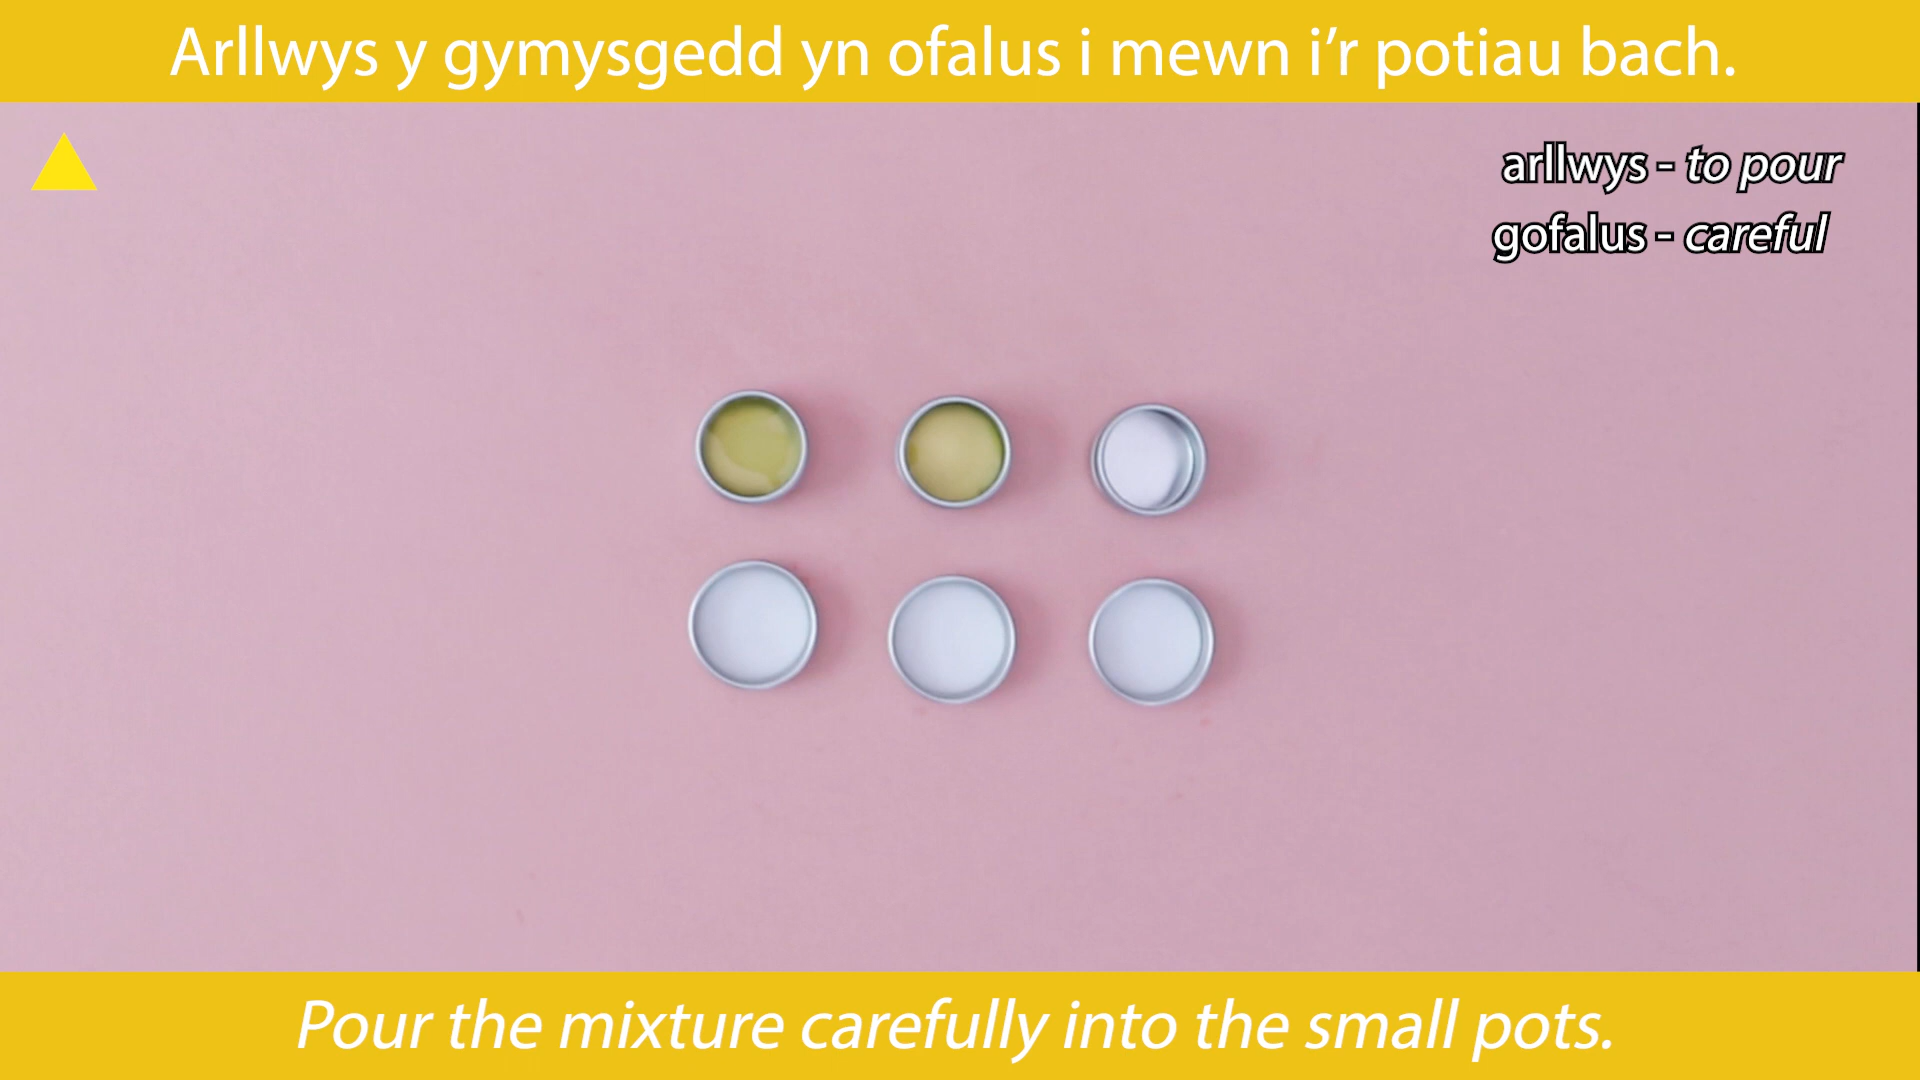 Arllwys y gymysgedd yn ofalus i mewn i’r potiau bach.
arllwys - to pour
gofalus - careful
Pour the mixture carefully into the small pots.